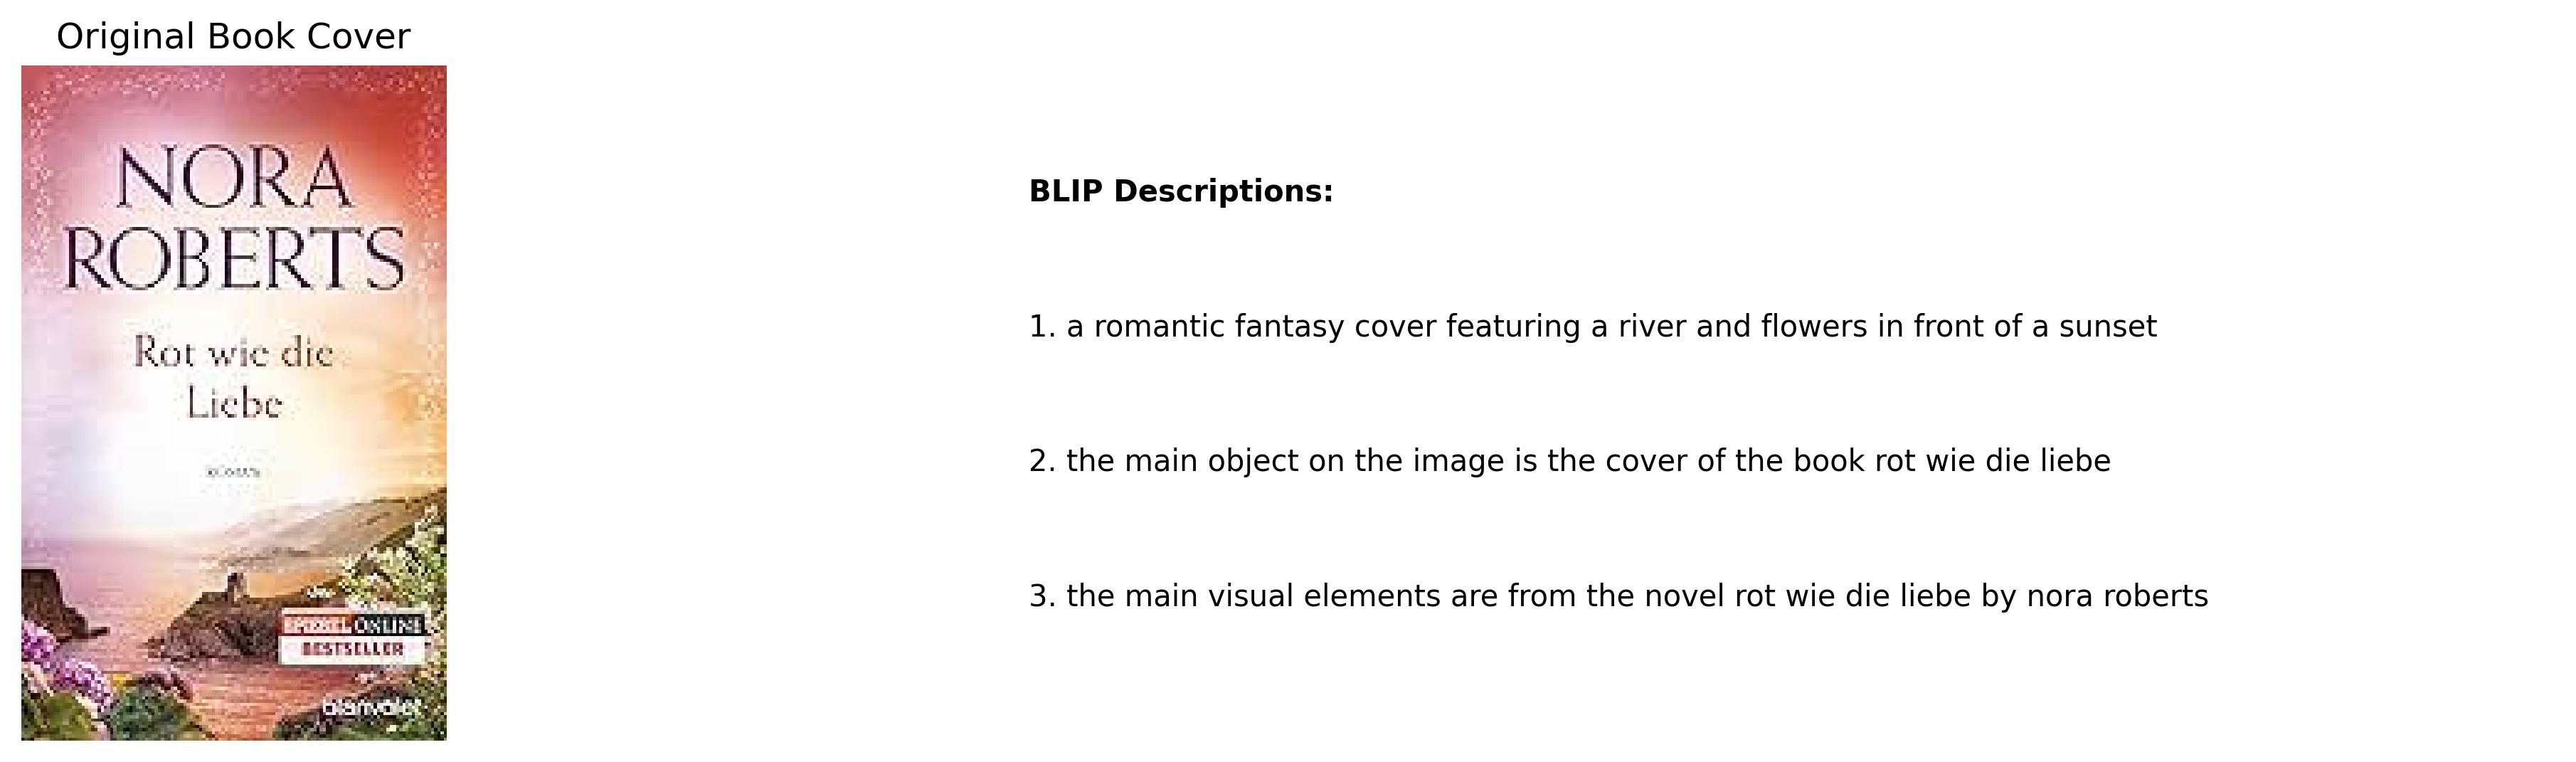 Original Book Cover
NORA
ROBERTS
Rot wie die
Liebe
ROMAN
SPIEGEL ONLINE
BESTSELLER
blanvalet
BLIP Descriptions:
1. a romantic fantasy cover featuring a river and flowers in front of a sunset
2. the main object on the image is the cover of the book rot wie die liebe
3. the main visual elements are from the novel rot wie die liebe by nora roberts